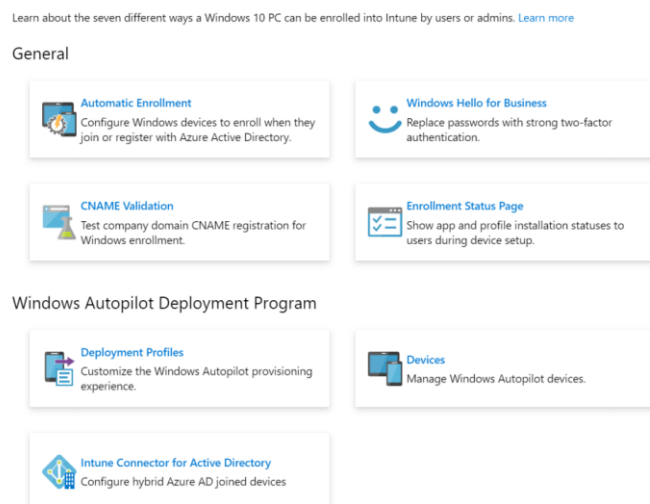 Learn about the seven different ways a Windows 10 PC can be enrolled into Intune by users or admins. Learn more
General
Automatic Enrollment
Configure Windows devices to enroll when they
join or register with Azure Active Directory.
Windows Hello for Business
Replace passwords with strong two-factor
authentication.
CNAME Validation
Test company domain CNAME registration for
Windows enrollment.
Enrollment Status Page
Show app and profile installation statuses to
users during device setup.
Windows Autopilot Deployment Program
Deployment Profiles
Customize the Windows Autopilot provisioning
experience.
Devices
Manage Windows Autopilot devices.
Intune Connector for Active Directory
Configure hybrid Azure AD joined devices